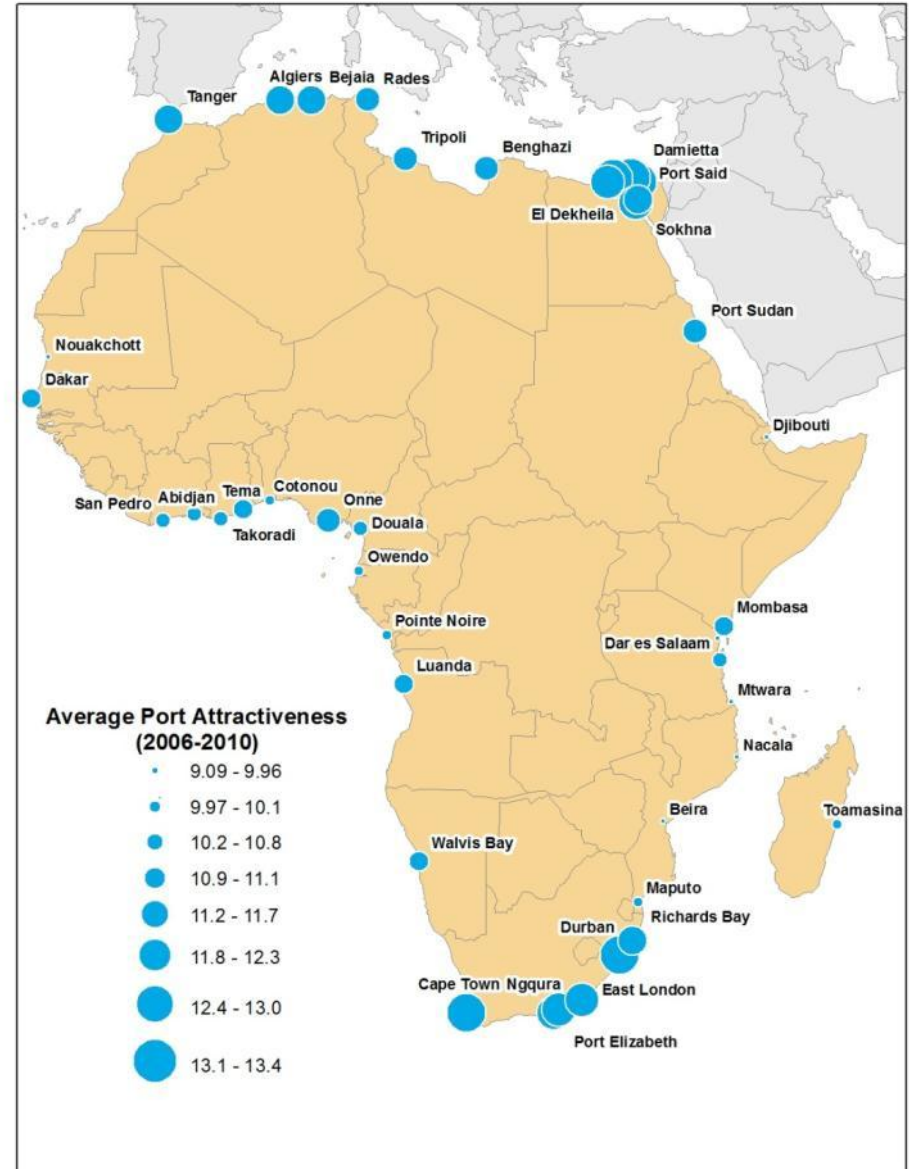 Algiers
Bejaia
Rades
Tanger
Tripoli
Benghazi
Damietta
Port Said
El Dekheila
Sokhna
Port Sudan
Nouakchott
Dakar
Djibouti
San Pedro
Abidjan
Tema
Cotonou
Onne
Takoradi
Douala
Owendo
Pointe Noire
Mombasa
Dar es Salaam
Luanda
Mtwara
Nacala
Beira
Toamasina
Walvis Bay
Maputo
Richards Bay
Durban
Cape Town
Ngqura
East London
Port Elizabeth
Average Port Attractiveness
(2006-2010)
9.09 - 9.96
9.97 - 10.1
10.2 - 10.8
10.9 - 11.1
11.2 - 11.7
11.8 - 12.3
12.4 - 13.0
13.1 - 13.4